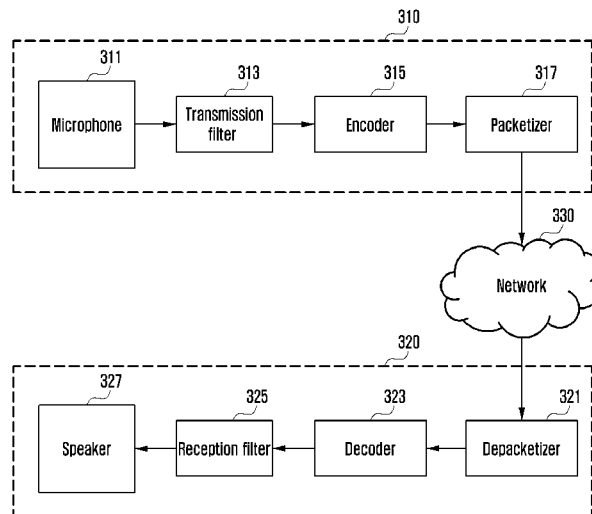 310
311
313
315
317
Microphone
Transmission
filter
Encoder
Packetizer
330
Network
320
327
325
323
321
Speaker
Reception filter
Decoder
Depacketizer